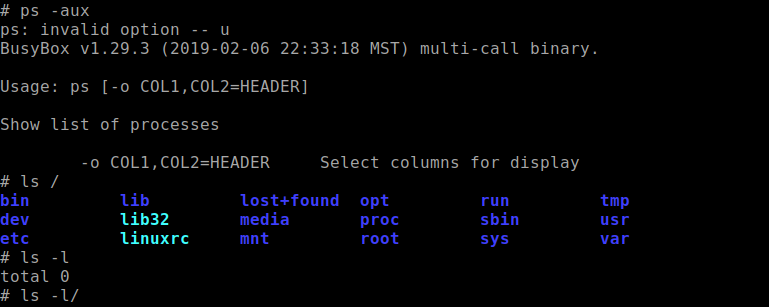 # ps -aux
ps: invalid option -- u
BusyBox v1.29.3 (2019-02-06 22:33:18 MST) multi-call binary.
Usage: ps [-o COL1,COL2=HEADER]
Show list of processes
        -o COL1,COL2=HEADER     Select columns for display
# ls /
bin         lib         lost+found  opt         run         tmp
dev         lib32       media       proc        sbin        usr
etc         linuxrc     mnt         root        sys         var
# ls -l
total 0
# ls -l/